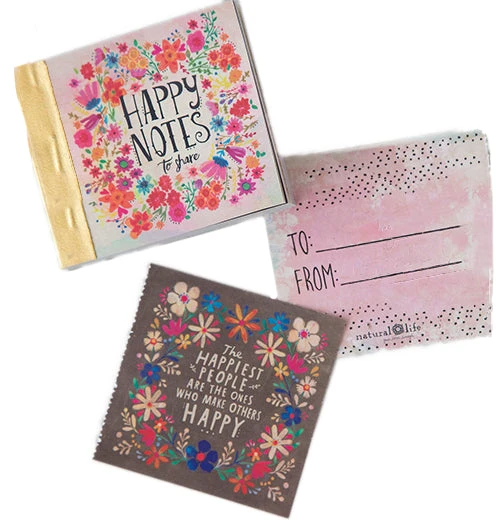 HAPPY
NOTES
to share
TO:
FROM:
natural life
The
HAPPIEST
PEOPLE
ARE THE ONES
WHO MAKE OTHERS
HAPPY